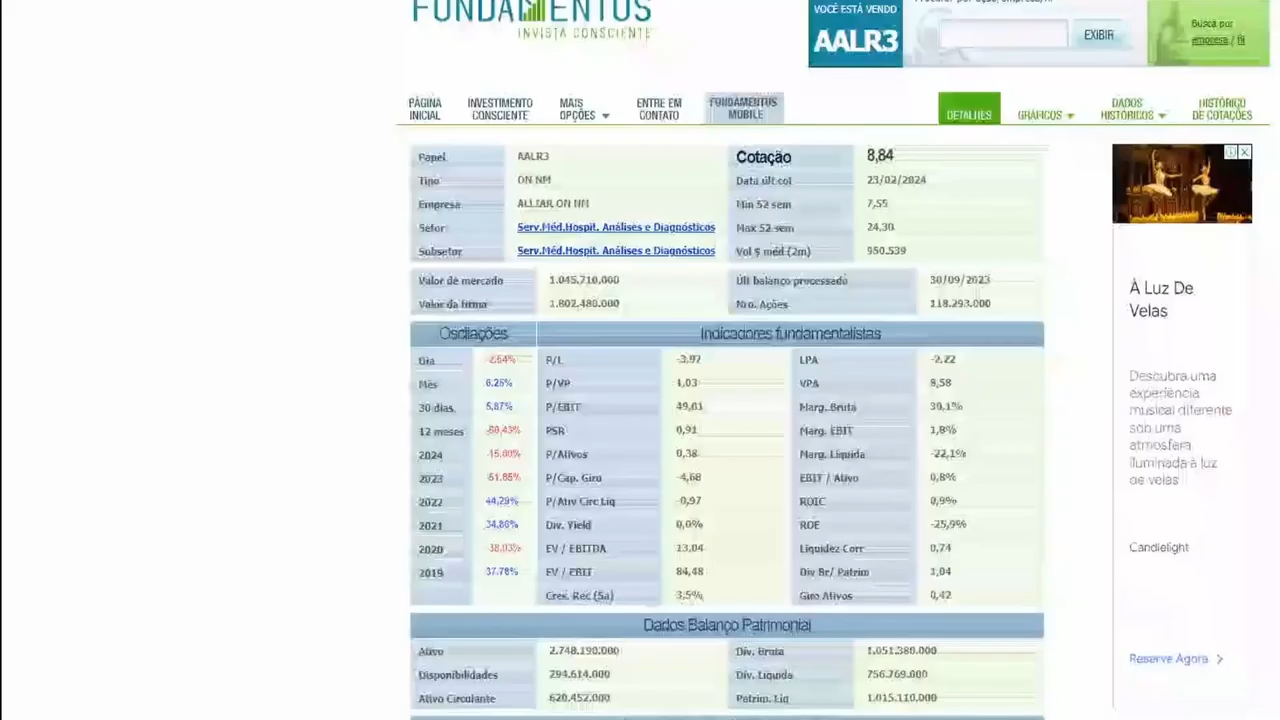 FUNDAMENTUS
INVISTA CONSCIENTE
VOCÊ ESTÁ VENDO
AALR3
EXIBIR
Busca por
empresa / fii
PÁGINA INICIAL
INVESTIMENTO CONSCIENTE
MAIS OPÇÕES
ENTRE EM CONTATO
FUNDAMENTUS MOBILE
DETALHES
GRÁFICOS
DADOS HISTÓRICOS
HISTÓRICO DE COTAÇÕES
Papel AALR3 Cotação 8,84
Tipo ON NM Data últ cot 23/02/2024
Empresa ALLIAR ON NM Min 52 sem 7,55
Setor Serv.Méd.Hospit. Análises e Diagnósticos Max 52 sem 24,30
Subsetor Serv.Méd.Hospit. Análises e Diagnósticos Vol $ méd (2m) 950.539
Valor de mercado 1.045.710.000 Últ balanço processado 30/09/2023
Valor da firma 1.802.480.000 Nro. Ações 118.293.000
Oscilações Indicadores fundamentalistas
Dia -2,54% P/L -3,97 LPA -2,22
Mês 6,25% P/VP 1,03 VPA 8,58
30 dias 5,87% P/EBIT 49,01 Marg. Bruta 30,1%
12 meses PSR 0,91 Marg. EBIT 1,8%
2024 -15,00% P/Ativos 0,38 Marg. Líquida -22,1%
2023 -51,85% P/Cap. Giro -4,68 EBIT / Ativo 0,8%
2022 44,29% P/Ativ Circ Liq -0,97 ROIC 0,9%
2021 34,86% Div. Yield 0,0% ROE -25,9%
2020 -38,03% EV / EBITDA 13,04 Liquidez Corr 0,74
2019 37,78% EV / EBIT 84,48 Div Br/ Patrim 1,04
Cres. Rec (5a) 3,5% Giro Ativos 0,42
Dados Balanço Patrimonial
Ativo 2.748.190.000 Dív. Bruta 1.051.380.000
Disponibilidades 294.614.000 Dív. Líquida 756.769.000
Ativo Circulante 620.452.000 Patrim. Líq 1.015.110.000
À Luz De
Velas
Descubra uma
experiência
musical diferente
sob uma
atmosfera
iluminada à luz
de velas
Candlelight
Reserve Agora